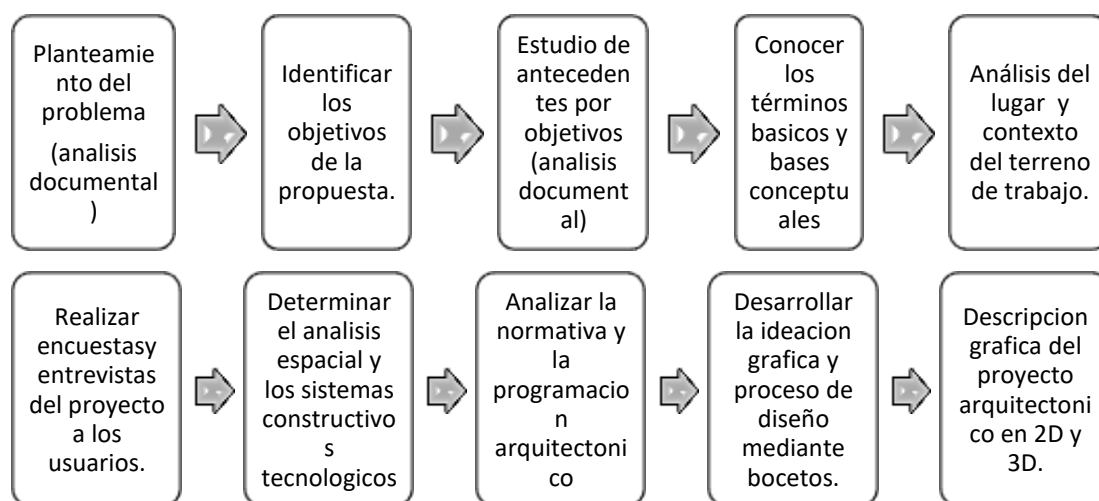 Planteamie
nto del
problema
(analisis
documental
)
Identificar
los
objetivos
de la
propuesta.
Estudio de
anteceden
tes por
objetivos
(analisis
document
al)
Conocer
los
términos
basicos y
bases
conceptu
ales
Análisis del
lugar y
contexto
del terreno
de trabajo.
Realizar
encuestasy
entrevistas
del proyecto
a los
usuarios.
Determinar
el analisis
espacial y
los sistemas
constructivo
s
tecnologicos
Analizar la
normativa y
la
programacio
n
arquitectoni
co
Desarrollar
la ideacion
grafica y
proceso de
diseño
mediante
bocetos.
Descripcion
grafica del
proyecto
arquitectoni
co en 2D y
3D.